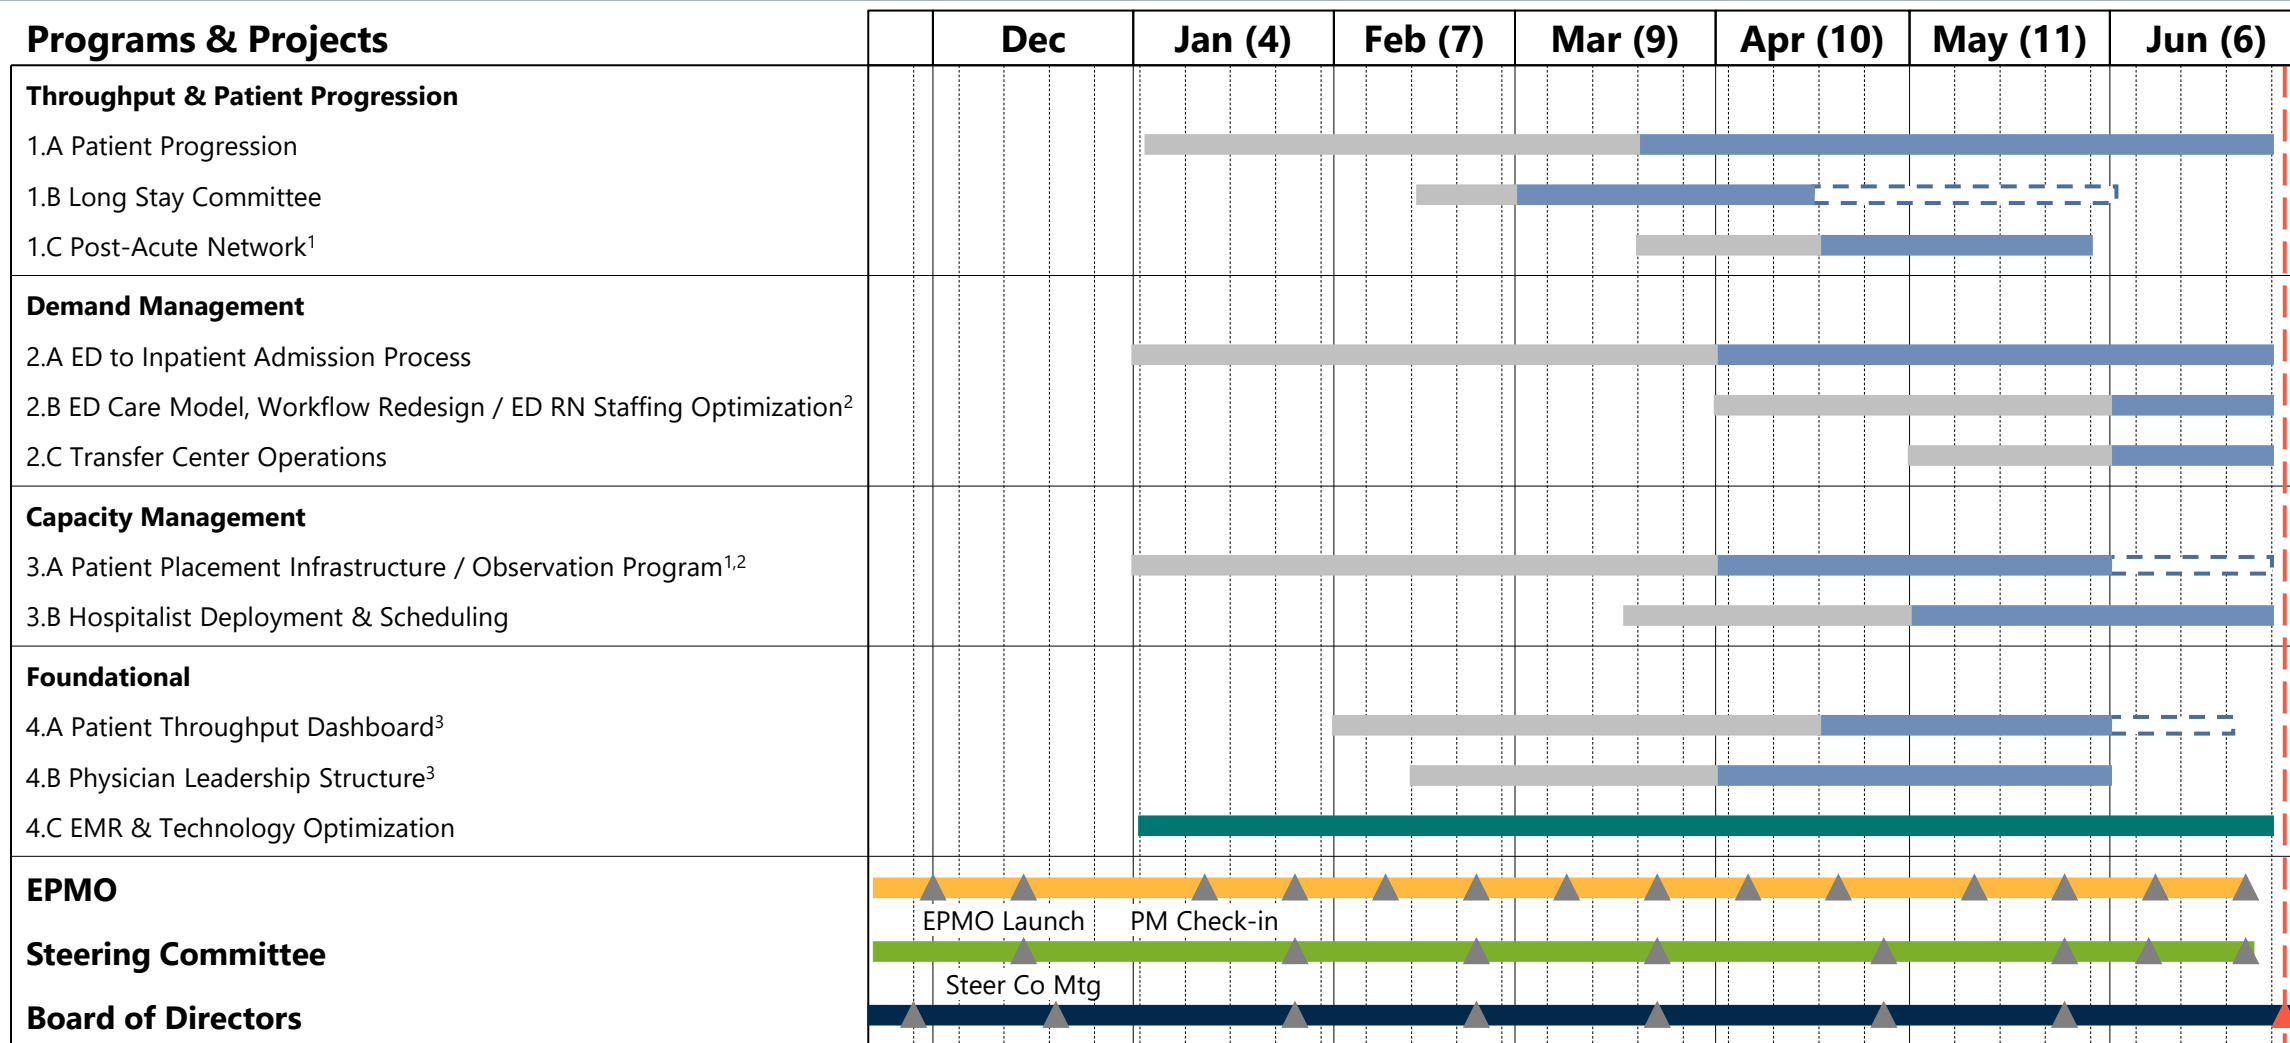 Programs & Projects
Dec
Jan (4)
Feb (7)
Mar (9)
Apr (10)
May (11)
Jun (6)
Throughput & Patient Progression
1.A Patient Progression
1.B Long Stay Committee
1.C Post-Acute Network¹
Demand Management
2.A ED to Inpatient Admission Process
2.B ED Care Model, Workflow Redesign / ED RN Staffing Optimization²
2.C Transfer Center Operations
Capacity Management
3.A Patient Placement Infrastructure / Observation Program¹,²
3.B Hospitalist Deployment & Scheduling
Foundational
4.A Patient Throughput Dashboard³
4.B Physician Leadership Structure³
4.C EMR & Technology Optimization
EPMO
EPMO Launch
PM Check-in
Steering Committee
Steer Co Mtg
Board of Directors